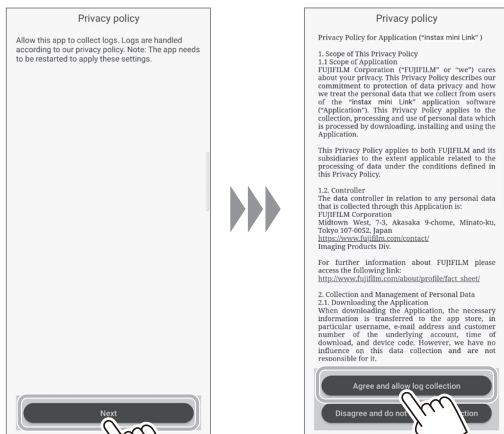 Privacy policy
Allow this app to collect logs. Logs are handled
according to our privacy policy. Note: The app needs
to be restarted to apply these settings.
Next
Privacy policy
Privacy Policy for Application ("instax mini Link" )
1. Scope of This Privacy Policy
1.1 Scope of Application
FUJIFILM Corporation ("FUJIFILM" or "we") cares
about your privacy. This Privacy Policy describes our
commitment to protection of data privacy and how
we treat the personal data that we collect from users
of the "instax mini Link" application software
("Application"). This Privacy Policy applies to the
collection, processing and use of personal data which
is processed by downloading, installing and using the
Application.
This Privacy Policy applies to both FUJIFILM and its
subsidiaries to the extent applicable related to the
processing of data under the conditions defined in
this Privacy Policy.
1.2. Controller
The data controller in relation to any personal data
that is collected through this Application is:
FUJIFILM Corporation
Midtown West, 7-3, Akasaka 9-chome, Minato-ku,
Tokyo 107-0052, Japan
https://www.fujifilm.com/contact/
Imaging Products Div.
For further information about FUJIFILM please
access the following link:
http://www.fujifilm.com/about/profile/fact_sheet/
2. Collection and Management of Personal Data
2.1. Downloading the Application
When downloading the Application, the necessary
information is transferred to the app store, in
particular username, e-mail address and customer
number of the underlying account, time of
download, and device code. However, we have no
influence on this data collection and are not
responsible for it.
Agree and allow log collection
Disagree and do not